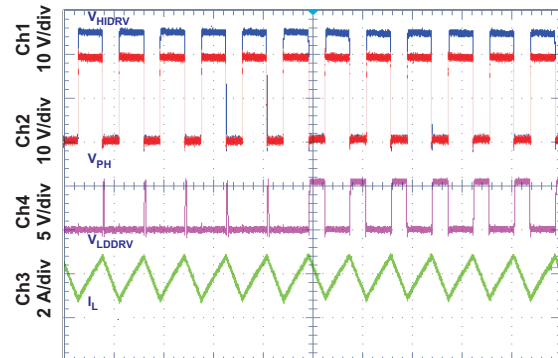 Ch1
10 V/div
V_HIDRV
Ch2
10 V/div
V_PH
Ch4
5 V/div
V_LDDRV
Ch3
2 A/div
I_L